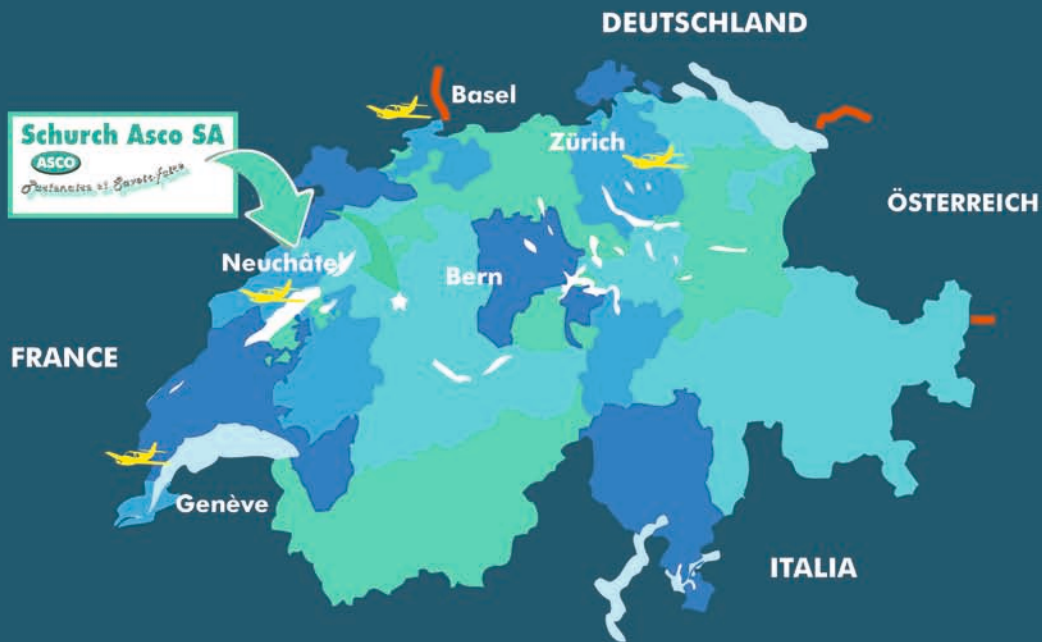 DEUTSCHLAND
Basel
Schurch Asco SA
ASCO
Zürich
ÖSTERREICH
Neuchâtel
Bern
FRANCE
Genève
ITALIA